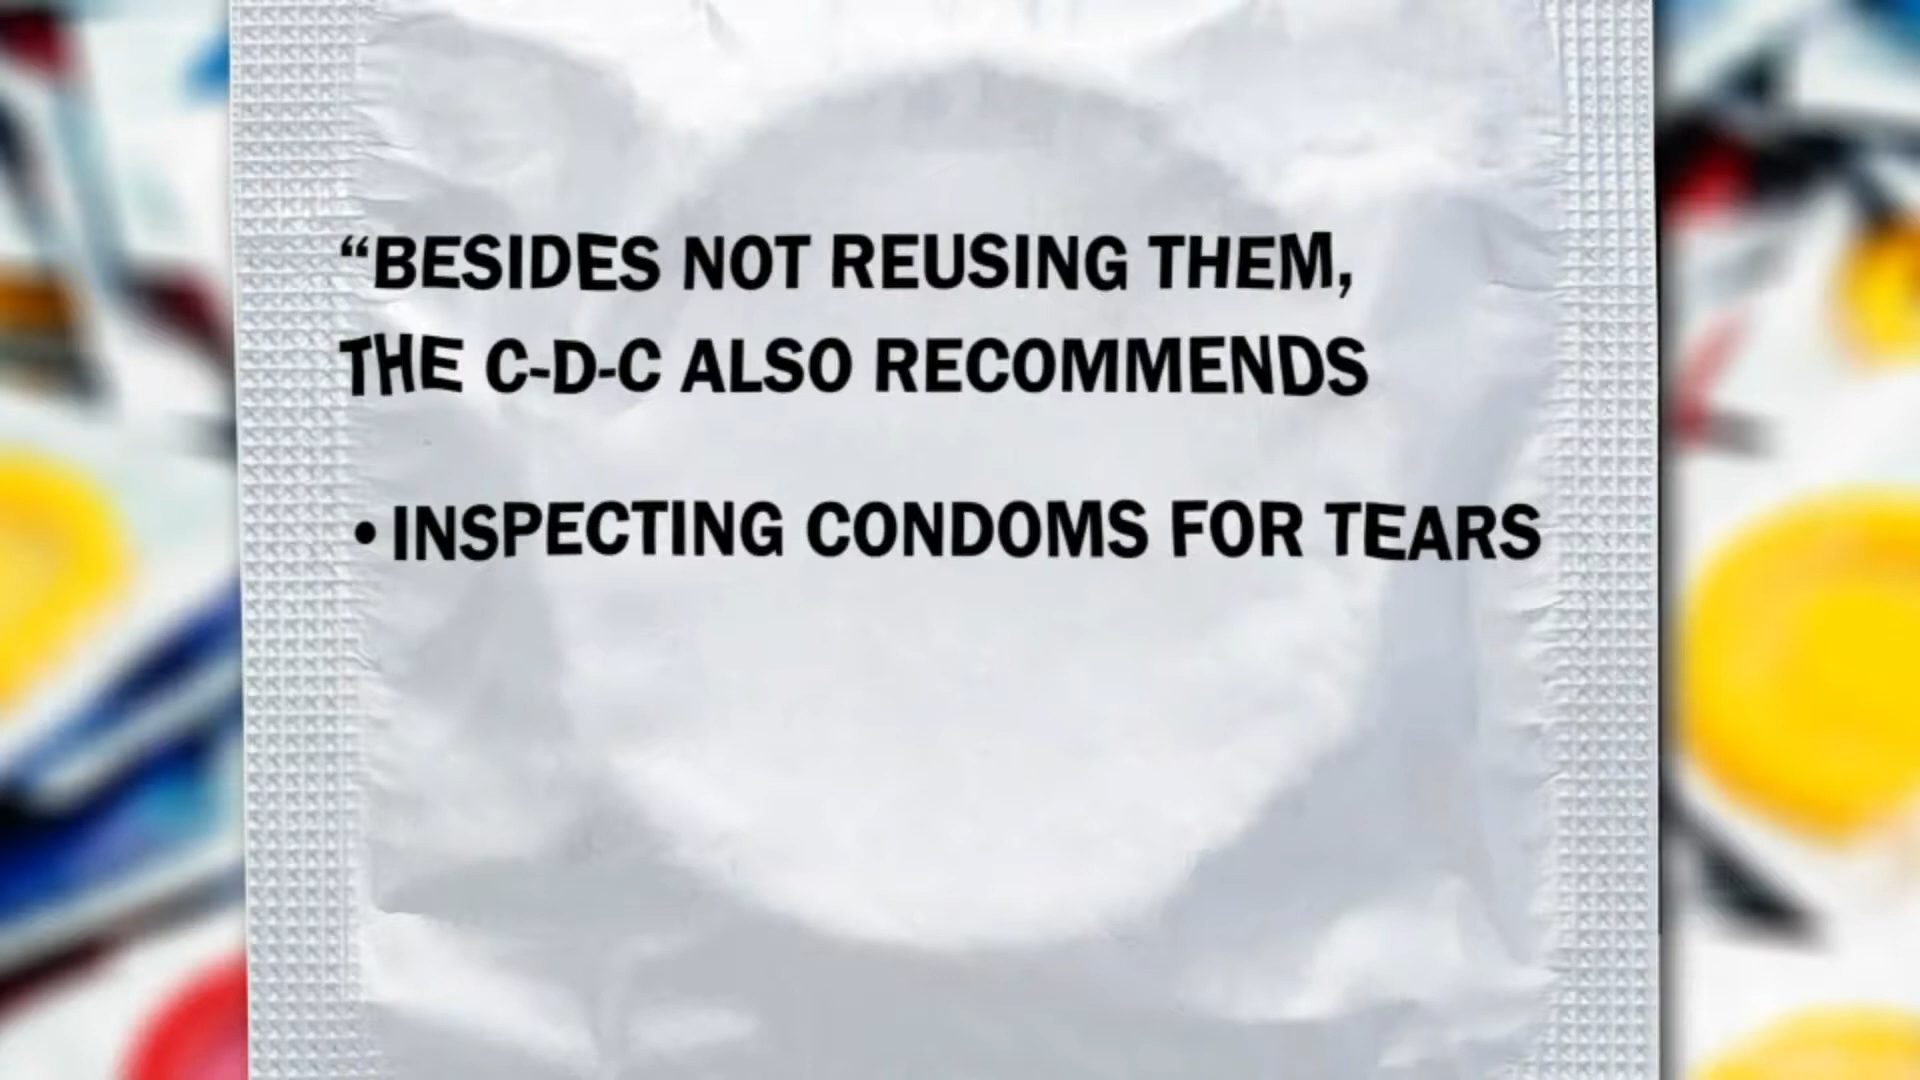 “BESIDES NOT REUSING THEM,
THE C-D-C ALSO RECOMMENDS
• INSPECTING CONDOMS FOR TEARS